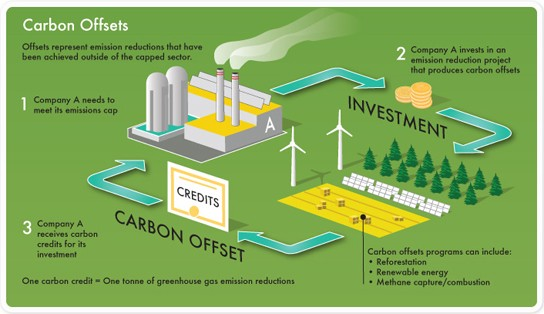 Carbon Offsets
Offsets represent emission reductions that have
been achieved outside of the capped sector.
1 Company A needs to
meet its emissions cap
2 Company A invests in an
emission reduction project
that produces carbon offsets
A
INVESTMENT
CREDITS
CARBON OFFSET
3 Company A
receives carbon
credits for its
investment
Carbon offsets programs can include:
• Reforestation
• Renewable energy
• Methane capture/combustion
One carbon credit = One tonne of greenhouse gas emission reductions